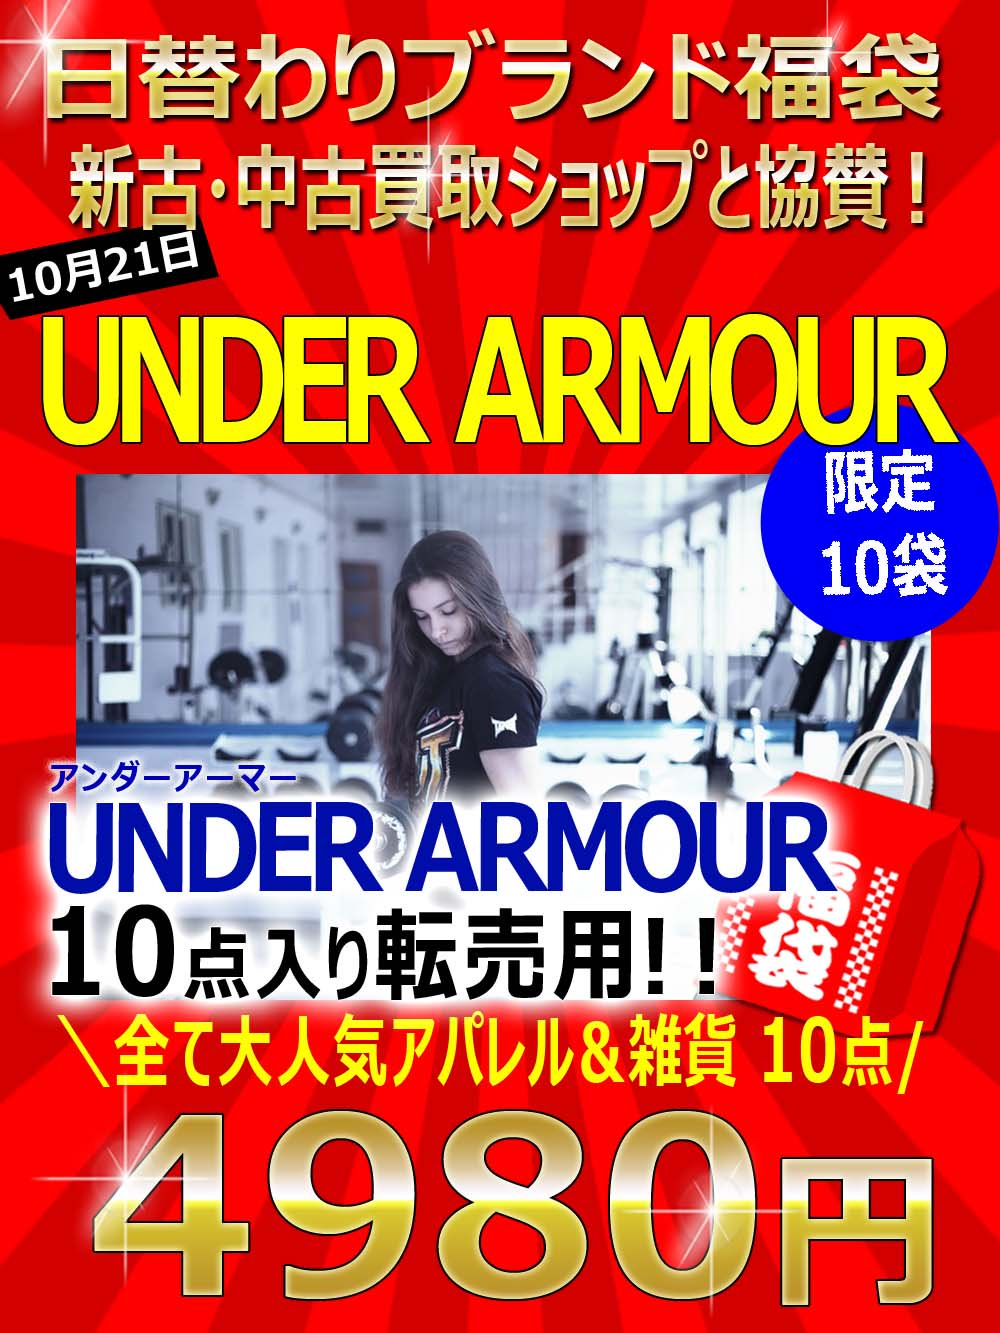 日替わりブランド福袋
新古・中古買取ショップと協賛！
10月21日
UNDER ARMOUR
限定
10袋
アンダーアーマー
UNDER ARMOUR
10点入り転売用！！
福袋
\全て大人気アパレル＆雑貨 10点/
4980円